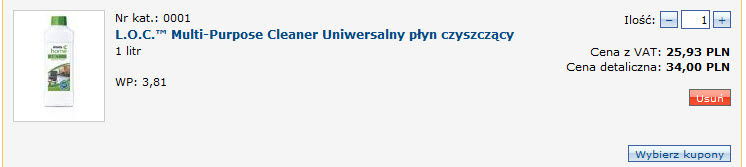 Nr kat.: 0001
L.O.C.™ Multi-Purpose Cleaner Uniwersalny płyn czyszczący
1 litr
WP: 3,81
Ilość: − 1 +
Cena z VAT: 25,93 PLN
Cena detaliczna: 34,00 PLN
Usuń
Wybierz kupony
home